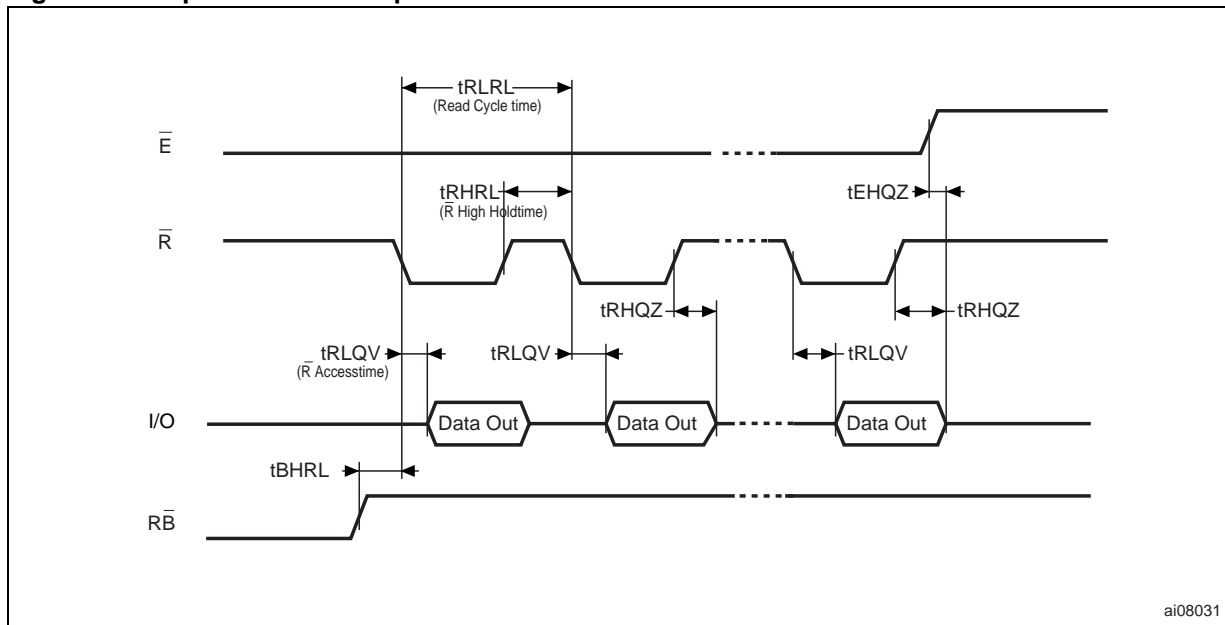 tRLRL
(Read Cycle time)
E̅
tRHRL
(R̅ High Holdtime)
tEHQZ
R̅
tRHQZ
tRHQZ
tRLQV
(R̅ Accesstime)
tRLQV
tRLQV
I/O
Data Out
Data Out
Data Out
tBHRL
RB̅
ai08031